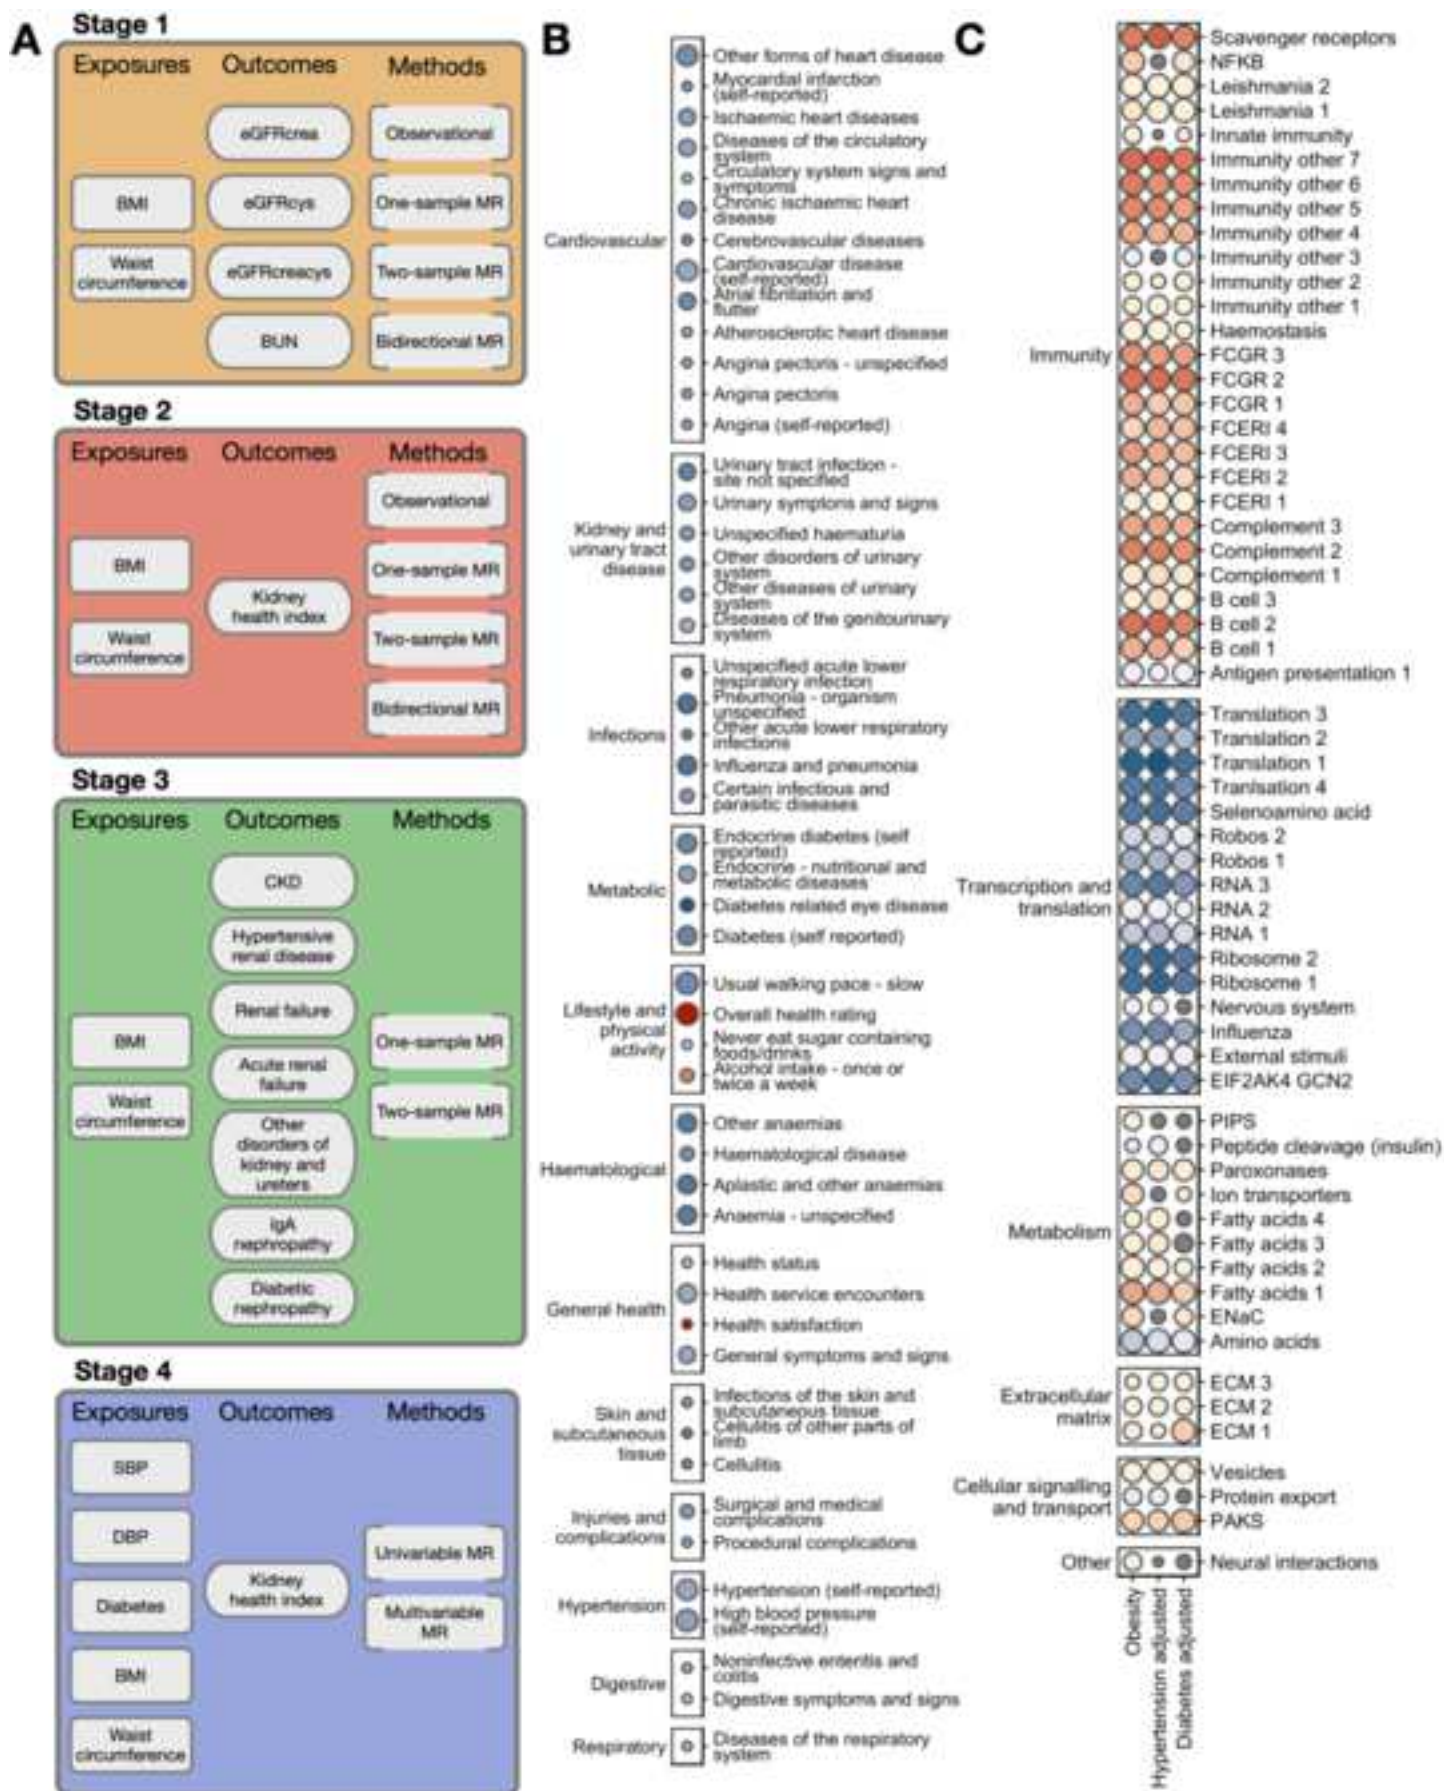 A
Stage 1
Exposures
Outcomes
Methods
BMI
Waist
circumference
eGFRcrea
eGFRcys
eGFRcreacys
BUN
Observational
One-sample MR
Two-sample MR
Bidirectional MR
Stage 2
Exposures
Outcomes
Methods
BMI
Waist
circumference
Kidney
health index
Observational
One-sample MR
Two-sample MR
Bidirectional MR
Stage 3
Exposures
Outcomes
Methods
BMI
Waist
circumference
CKD
Hypertensive
renal disease
Renal failure
Acute renal
failure
Other
disorders of
kidney and
ureters
IgA
nephropathy
Diabetic
nephropathy
One-sample MR
Two-sample MR
Stage 4
Exposures
Outcomes
Methods
SBP
DBP
Diabetes
BMI
Waist
circumference
Kidney
health index
Univariable MR
Multivariable
MR
B
Cardiovascular
Other forms of heart disease
Myocardial infarction
(self-reported)
Ischaemic heart diseases
Diseases of the circulatory
system
Circulatory system signs and
symptoms
Chronic ischaemic heart
disease
Cerebrovascular diseases
Cardiovascular disease
(self-reported)
Atrial fibrillation and
flutter
Atherosclerotic heart disease
Angina pectoris - unspecified
Angina pectoris
Angina (self-reported)
Kidney and
urinary tract
disease
Urinary tract infection -
site not specified
Urinary symptoms and signs
Unspecified haematuria
Other disorders of urinary
system
Other diseases of urinary
system
Diseases of the genitourinary
system
Infections
Unspecified acute lower
respiratory infection
Pneumonia - organism
unspecified
Other acute lower respiratory
infections
Influenza and pneumonia
Certain infectious and
parasitic diseases
Metabolic
Endocrine diabetes (self
reported)
Endocrine - nutritional and
metabolic diseases
Diabetes related eye disease
Diabetes (self reported)
Lifestyle and
physical
activity
Usual walking pace - slow
Overall health rating
Never eat sugar containing
foods/drinks
Alcohol intake - once or
twice a week
Haematological
Other anaemias
Haematological disease
Aplastic and other anaemias
Anaemia - unspecified
General health
Health status
Health service encounters
Health satisfaction
General symptoms and signs
Skin and
subcutaneous
tissue
Infections of the skin and
subcutaneous tissue
Cellulitis of other parts of
limb
Cellulitis
Injuries and
complications
Surgical and medical
complications
Procedural complications
Hypertension
Hypertension (self-reported)
High blood pressure
(self-reported)
Digestive
Noninfective enteritis and
colitis
Digestive symptoms and signs
Respiratory
Diseases of the respiratory
system
C
Immunity
Scavenger receptors
NFKB
Leishmania 2
Leishmania 1
Innate immunity
Immunity other 7
Immunity other 6
Immunity other 5
Immunity other 4
Immunity other 3
Immunity other 2
Immunity other 1
Haemostasis
FCGR 3
FCGR 2
FCGR 1
FCERI 4
FCERI 3
FCERI 2
FCERI 1
Complement 3
Complement 2
Complement 1
B cell 3
B cell 2
B cell 1
Antigen presentation 1
Transcription and
translation
Translation 3
Translation 2
Translation 1
Tranlsation 4
Selenoamino acid
Robos 2
Robos 1
RNA 3
RNA 2
RNA 1
Ribosome 2
Ribosome 1
Nervous system
Influenza
External stimuli
EIF2AK4 GCN2
Metabolism
PIPS
Peptide cleavage (insulin)
Paroxonases
Ion transporters
Fatty acids 4
Fatty acids 3
Fatty acids 2
Fatty acids 1
ENaC
Amino acids
Extracellular
matrix
ECM 3
ECM 2
ECM 1
Cellular signalling
and transport
Vesicles
Protein export
PAKS
Other
Neural interactions
Obesity
Hypertension adjusted
Diabetes adjusted